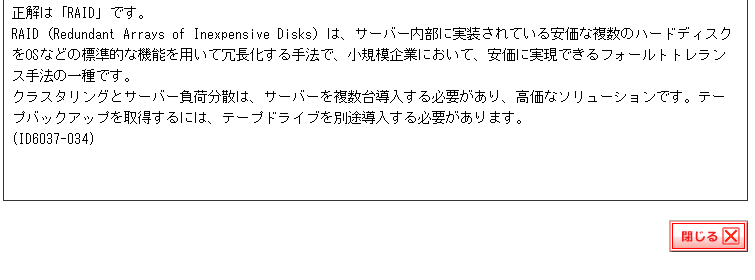 正解は「RAID」です。
RAID (Redundant Arrays of Inexpensive Disks) は、サーバー内部に実装されている安価な複数のハードディスク
をOSなどの標準的な機能を用いて冗長化する手法で、小規模企業において、安価に実現できるフォールトトレラン
ス手法の一種です。
クラスタリングとサーバー負荷分散は、サーバーを複数台導入する必要があり、高価なソリューションです。テー
プバックアップを取得するには、テープドライブを別途導入する必要があります。
(ID6037-034)
閉じる